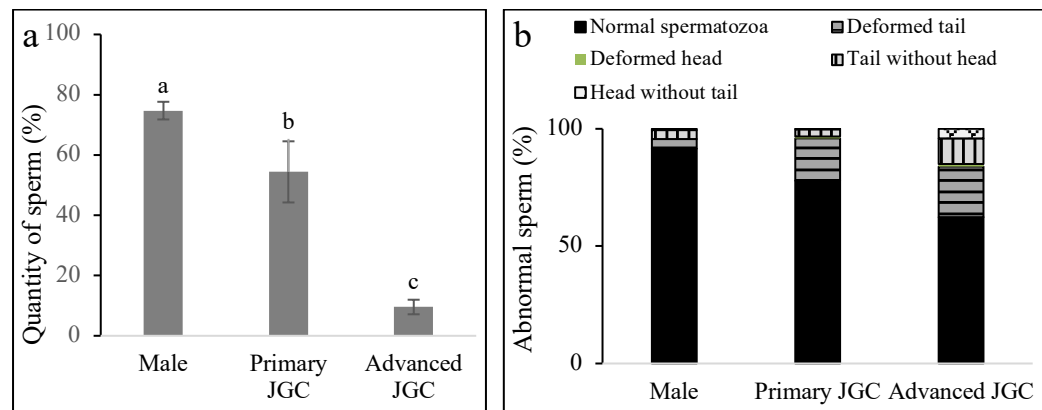 a
Quantity of sperm (%)
100
80
60
40
20
0
a
b
c
Male
Primary
JGC
Advanced
JGC
b
Normal spermatozoa
Deformed tail
Deformed head
Tail without head
Head without tail
Abnormal sperm (%)
100
50
0
Male
Primary JGC
Advanced JGC